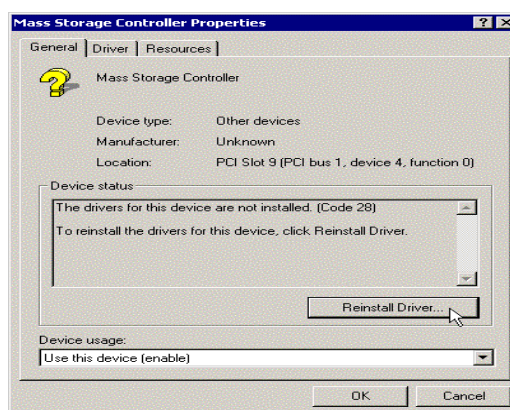 Mass Storage Controller Properties
General Driver Resources
Mass Storage Controller
Device type: Other devices
Manufacturer: Unknown
Location: PCI Slot 9 (PCI bus 1, device 4, function 0)
Device status
The drivers for this device are not installed. (Code 28)
To reinstall the drivers for this device, click Reinstall Driver.
Reinstall Driver...
Device usage:
Use this device (enable)
OK Cancel